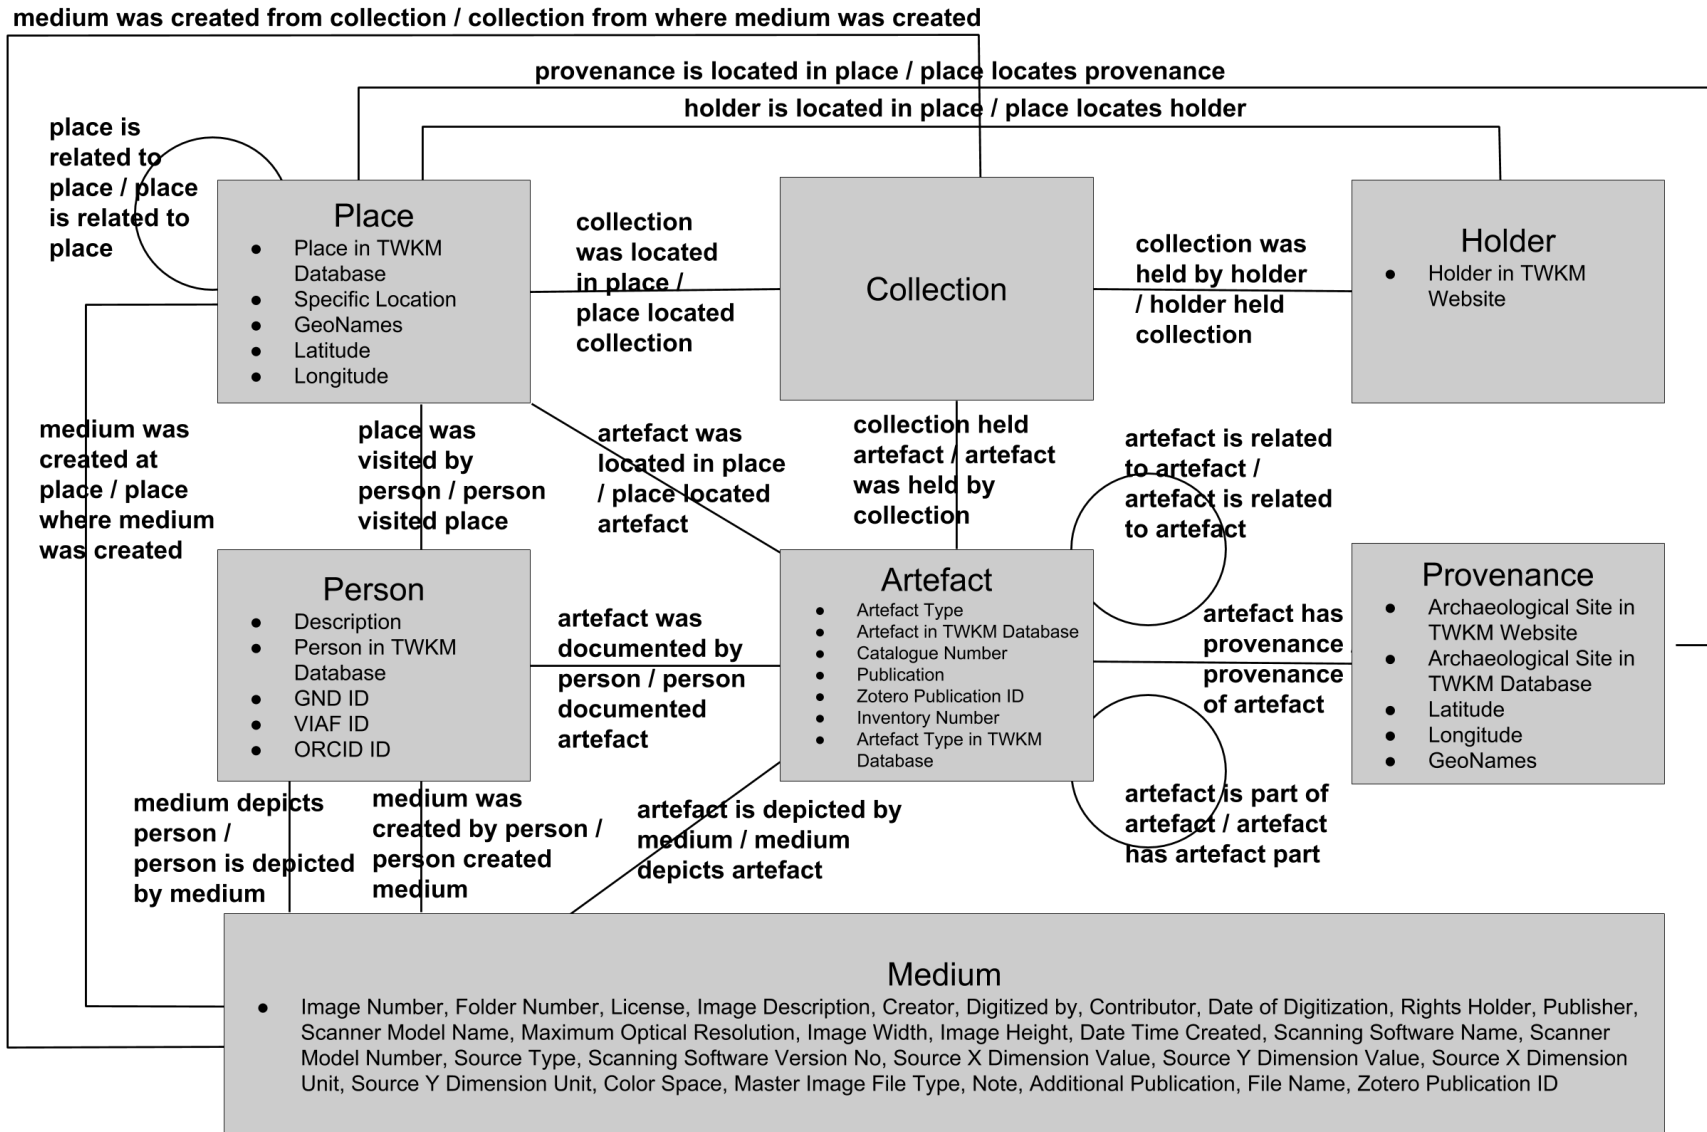 medium was created from collection / collection from where medium was created
provenance is located in place / place locates provenance
holder is located in place / place locates holder
place is
related to
place / place
is related to
place
Place
● Place in TWKM
Database
● Specific Location
● GeoNames
● Latitude
● Longitude
collection
was located
in place /
place located
collection
Collection
collection was
held by holder
/ holder held
collection
Holder
● Holder in TWKM
Website
medium was
created at
place / place
where medium
was created
place was
visited by
person / person
visited place
artefact was
located in place
/ place located
artefact
collection held
artefact / artefact
was held by
collection
artefact is related
to artefact /
artefact is related
to artefact
Person
● Description
● Person in TWKM
Database
● GND ID
● VIAF ID
● ORCID ID
artefact was
documented by
person / person
documented
artefact
Artefact
● Artefact Type
● Artefact in TWKM Database
● Catalogue Number
● Publication
● Zotero Publication ID
● Inventory Number
● Artefact Type in TWKM
Database
artefact has
provenance /
provenance
of artefact
Provenance
● Archaeological Site in
TWKM Website
● Archaeological Site in
TWKM Database
● Latitude
● Longitude
● GeoNames
medium depicts
person /
person is depicted
by medium
medium was
created by person /
person created
medium
artefact is depicted by
medium / medium
depicts artefact
artefact is part of
artefact / artefact
has artefact part
Medium
● Image Number, Folder Number, License, Image Description, Creator, Digitized by, Contributor, Date of Digitization, Rights Holder, Publisher,
Scanner Model Name, Maximum Optical Resolution, Image Width, Image Height, Date Time Created, Scanning Software Name, Scanner
Model Number, Source Type, Scanning Software Version No, Source X Dimension Value, Source Y Dimension Value, Source X Dimension
Unit, Source Y Dimension Unit, Color Space, Master Image File Type, Note, Additional Publication, File Name, Zotero Publication ID